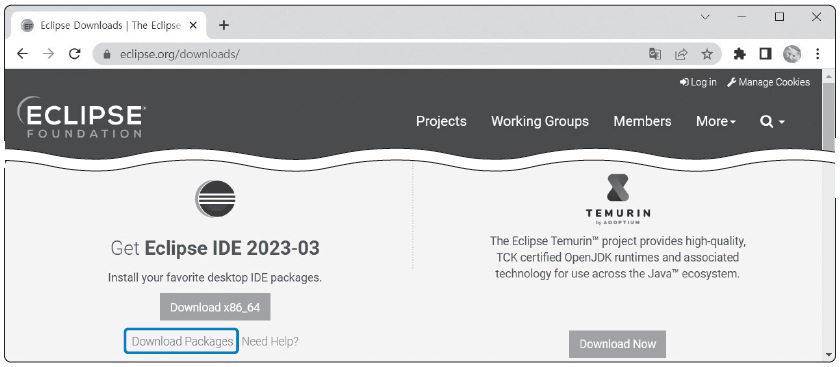 Eclipse Downloads | The Eclipse
eclipse.org/downloads/
Log in Manage Cookies
ECLIPSE
FOUNDATION
Projects Working Groups Members More
Get Eclipse IDE 2023-03
Install your favorite desktop IDE packages.
Download x86_64
Download Packages Need Help?
TEMURIN
by ADOPTIUM
The Eclipse Temurin™ project provides high-quality,
TCK certified OpenJDK runtimes and associated
technology for use across the Java™ ecosystem.
Download Now